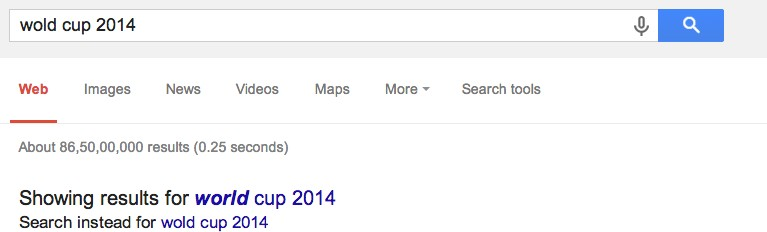 wold cup 2014
Web Images News Videos Maps More Search tools
About 86,50,00,000 results (0.25 seconds)
Showing results for world cup 2014
Search instead for wold cup 2014